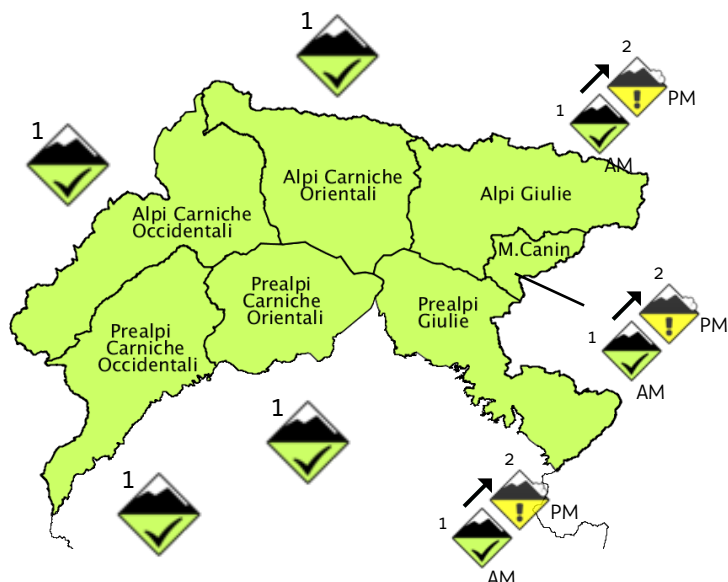 1
2
PM
1
AM
1
Alpi Carniche
Orientali
Alpi Giulie
Alpi Carniche
Occidentali
M.Canin
2
PM
1
AM
Prealpi
Carniche
Orientali
Prealpi
Giulie
Prealpi
Carniche
Occidentali
1
1
2
PM
1
AM